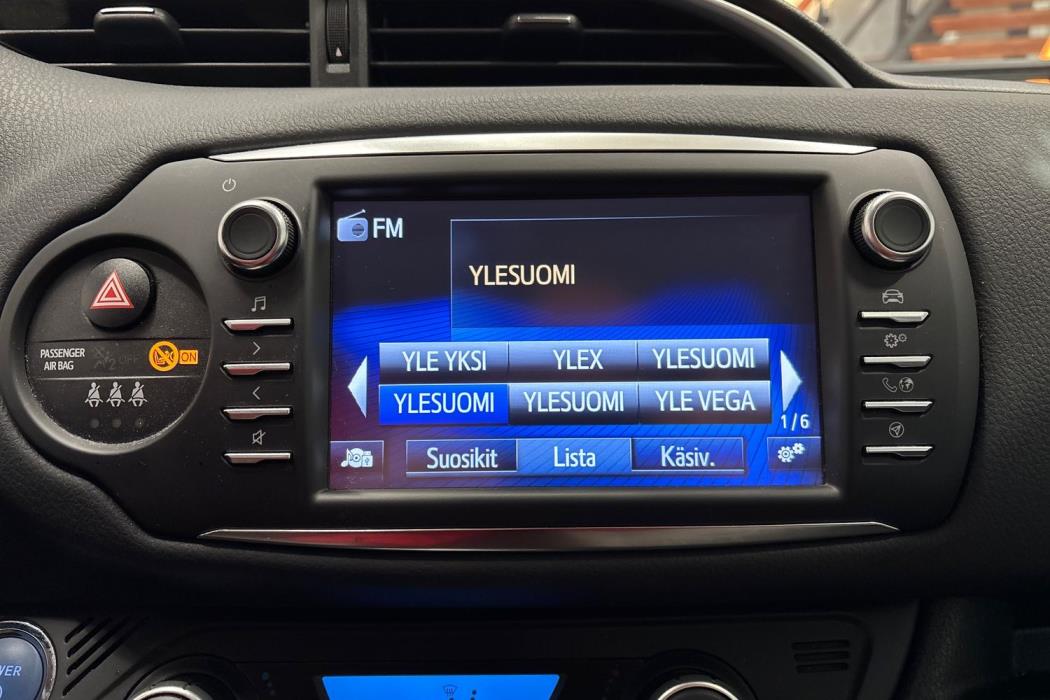 FM
YLESUOMI
YLE YKSI YLEX YLESUOMI
YLESUOMI YLESUOMI YLE VEGA
1/6
Suosikit Lista Käsiv.
PASSENGER
AIR BAG
OFF
ON